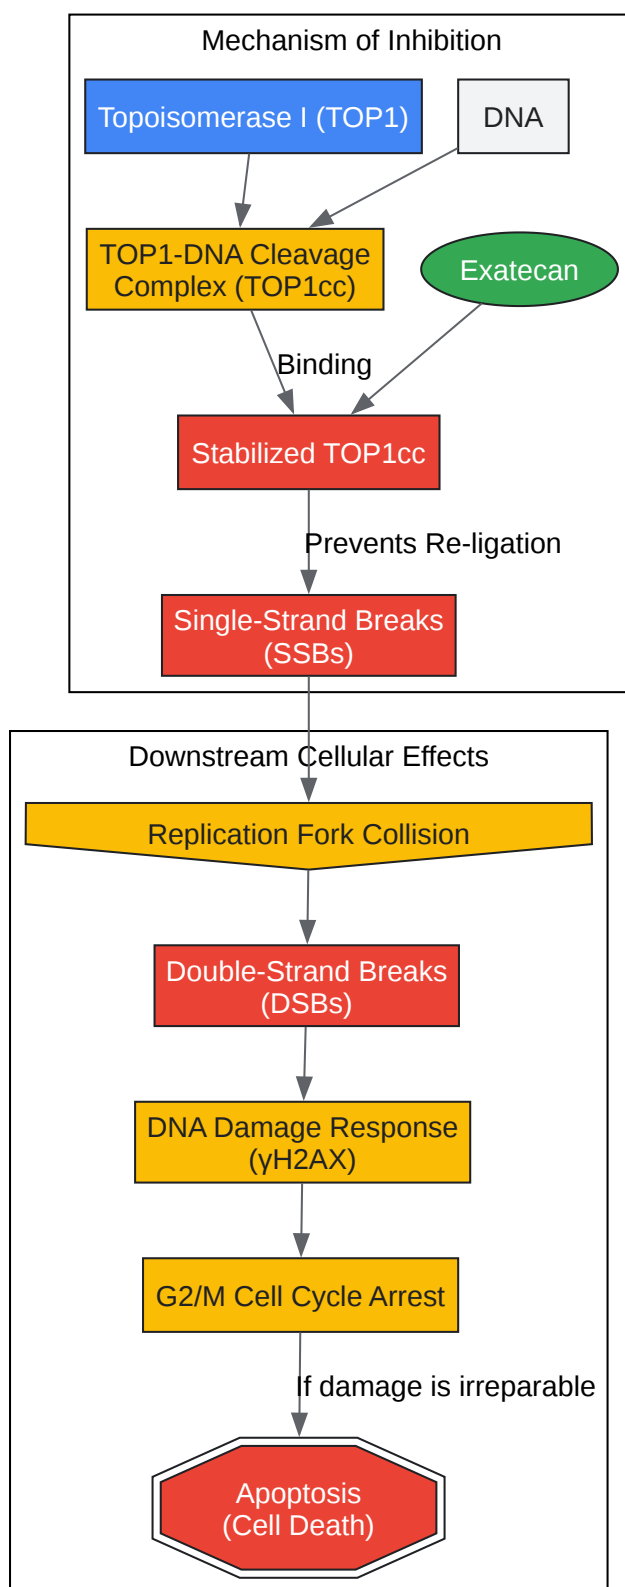 Mechanism of Inhibition
Topoisomerase I (TOP1)
DNA
TOP1-DNA Cleavage
Complex (TOP1cc)
Exatecan
Binding
Stabilized TOP1cc
Prevents Re-ligation
Single-Strand Breaks
(SSBs)
Downstream Cellular Effects
Replication Fork Collision
Double-Strand Breaks
(DSBs)
DNA Damage Response
(γH2AX)
G2/M Cell Cycle Arrest
If damage is irreparable
Apoptosis
(Cell Death)